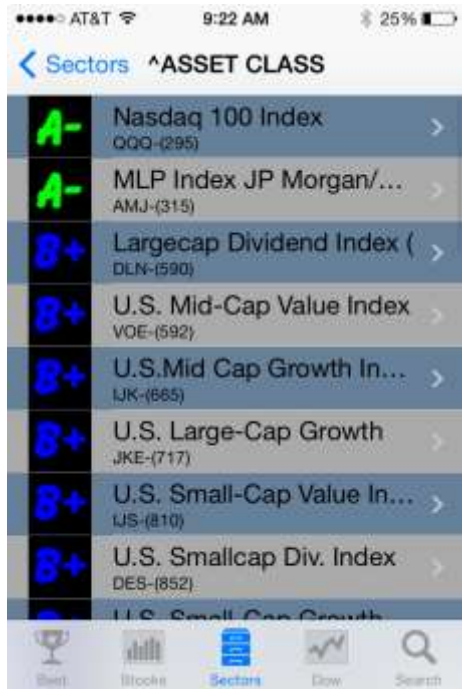 AT&T 9:22 AM 25%
Sectors ^ASSET CLASS
A- Nasdaq 100 Index
QQQ-(295)
A- MLP Index JP Morgan/...
AMJ-(315)
B+ Largecap Dividend Index (
DLN-(590)
B+ U.S. Mid-Cap Value Index
VOE-(592)
B+ U.S.Mid Cap Growth In...
IJK-(665)
B+ U.S. Large-Cap Growth
JKE-(717)
B+ U.S. Small-Cap Value In...
IJS-(810)
B+ U.S. Smallcap Div. Index
DES-(852)
B+ U.S. Small-Cap Growth
Best Stocks Sectors Dow Search